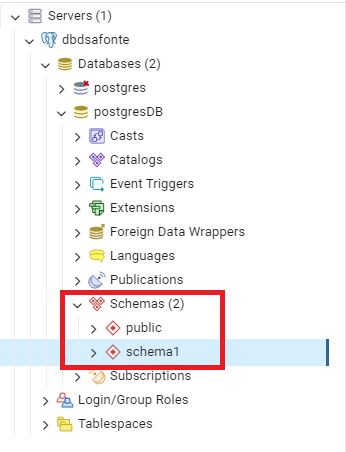 Servers (1)
dbdsafonte
Databases (2)
postgres
postgresDB
Casts
Catalogs
Event Triggers
Extensions
Foreign Data Wrappers
Languages
Publications
Schemas (2)
public
schema1
Subscriptions
Login/Group Roles
Tablespaces